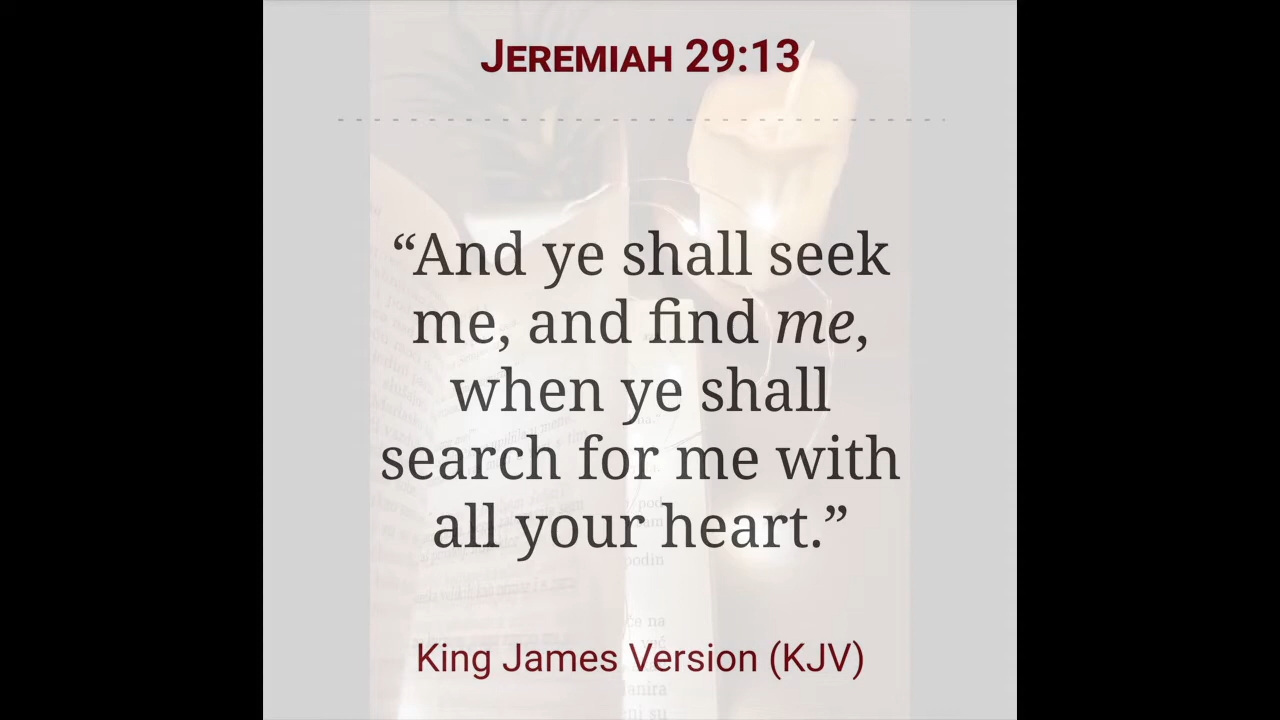 JEREMIAH 29:13
“And ye shall seek
me, and find me,
when ye shall
search for me with
all your heart.”
King James Version (KJV)